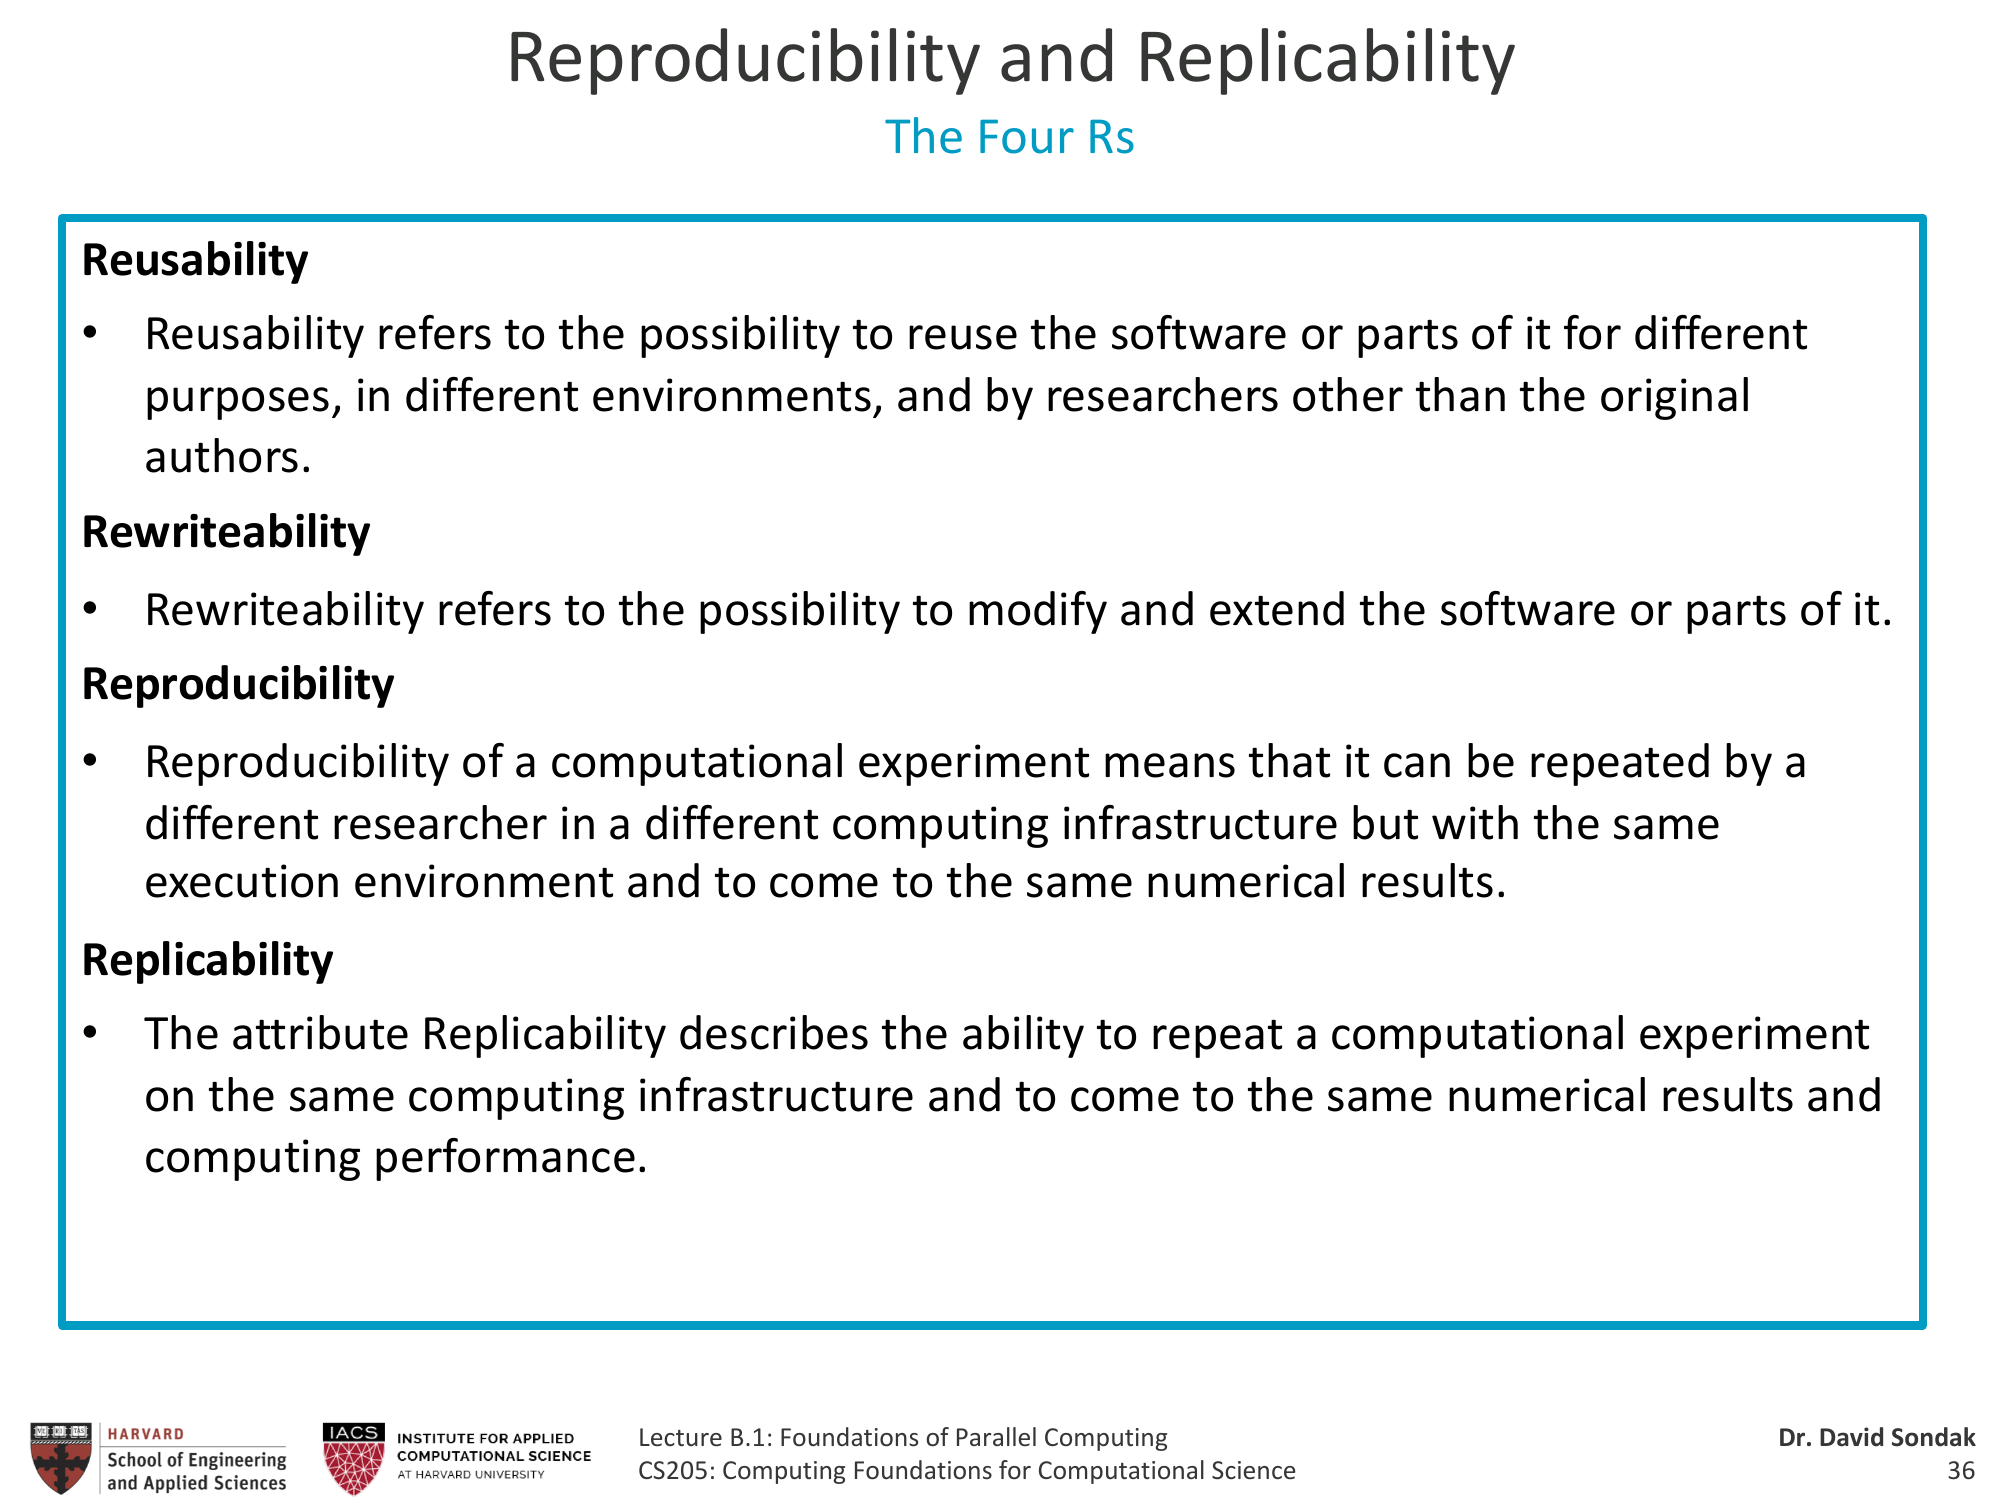 Reproducibility and Replicability
The Four Rs
Reusability
• Reusability refers to the possibility to reuse the software or parts of it for different
purposes, in different environments, and by researchers other than the original
authors.
Rewriteability
• Rewriteability refers to the possibility to modify and extend the software or parts of it.
Reproducibility
• Reproducibility of a computational experiment means that it can be repeated by a
different researcher in a different computing infrastructure but with the same
execution environment and to come to the same numerical results.
Replicability
• The attribute Replicability describes the ability to repeat a computational experiment
on the same computing infrastructure and to come to the same numerical results and
computing performance.
HARVARD
School of Engineering
and Applied Sciences
IACS
INSTITUTE FOR APPLIED
COMPUTATIONAL SCIENCE
AT HARVARD UNIVERSITY
Lecture B.1: Foundations of Parallel Computing
CS205: Computing Foundations for Computational Science
Dr. David Sondak
36